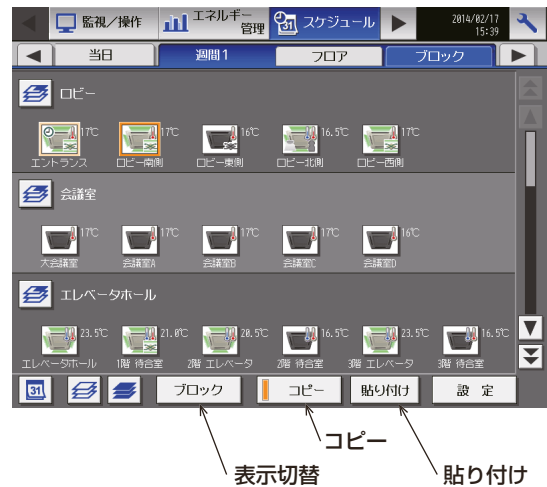 監視/操作 エネルギー管理 31 スケジュール 2014/02/17 15:39
当日 週間1 フロア ブロック
ロビー
17℃ 17℃ 16℃ 16.5℃ 17℃
エントランス ロビー南側 ロビー東側 ロビー北側 ロビー西側
会議室
17℃ 17℃ 17℃ 17℃ 16℃
大会議室 会議室A 会議室B 会議室C 会議室D
エレベータホール
23.5℃ 21.0℃ 20.5℃ 16.5℃ 23.5℃ 16.5℃
エレベータホール 1階 待合室 2階 エレベータ 2階 待合室 3階 エレベータ 3階 待合室
31 ブロック コピー 貼り付け 設 定
コピー
表示切替 貼り付け